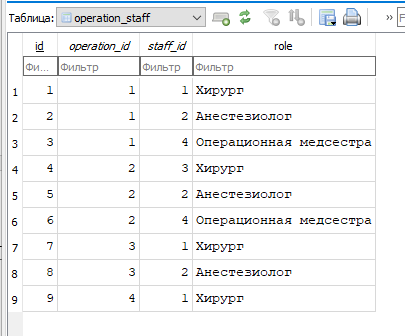 Таблица: operation_staff » F
id operation_id staff_id role
Фи... Фильтр Фильтр Фильтр
1 1 1 1 Хирург
2 2 1 2 Анестезиолог
3 3 1 4 Операционная медсестра
4 4 2 3 Хирург
5 5 2 2 Анестезиолог
6 6 2 4 Операционная медсестра
7 7 3 1 Хирург
8 8 3 2 Анестезиолог
9 9 4 1 Хирург